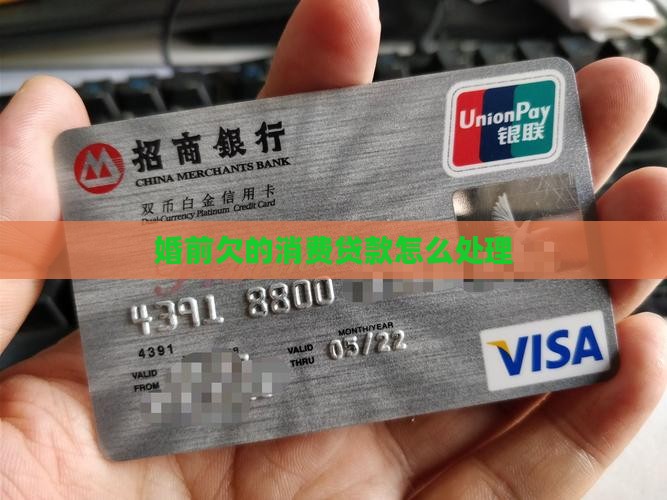 招商銀行
CHINA MERCHANTS BANK
双币白金信用卡
Dual-Currency Platinum Credit Card
UnionPay
银联
婚前欠的消费贷款怎么处理
4391 8800
4391
MONTH/YEAR
VALID THRU 05/22
VALID FROM
VISA